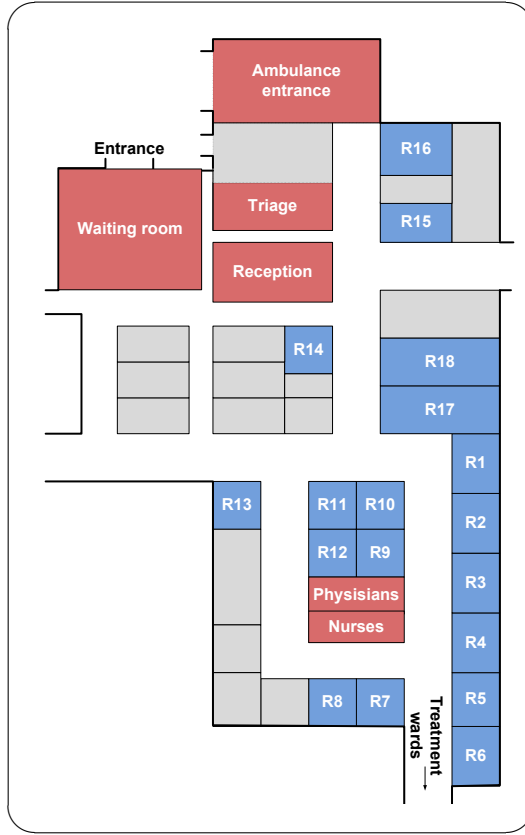 Ambulance
entrance
Entrance
R16
Triage
R15
Waiting room
Reception
R14
R18
R17
R1
R13
R11
R10
R2
R12
R9
R3
Physisians
Nurses
R4
R8
R7
R5
Treatment
wards
R6